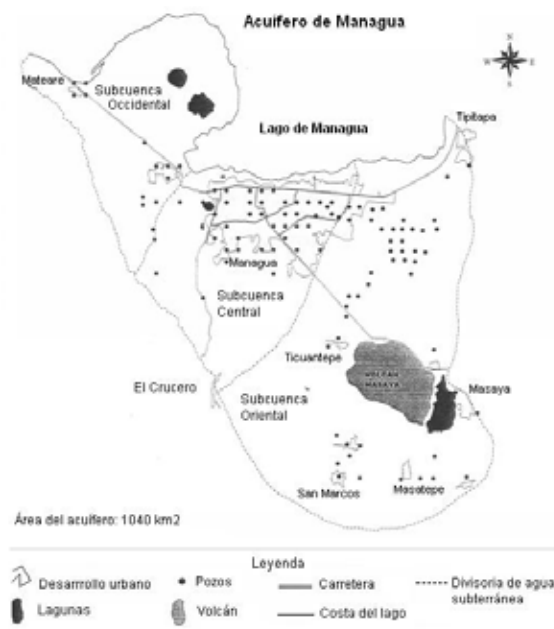 Acuífero de Managua
N
W E
S
Mateare
Subcuenca
Occidental
Lago de Managua
Tipitapa
Managua
Subcuenca
Central
Ticuantepe
VOLCAN
MASAYA
El Crucero
Subcuenca
Oriental
Masaya
San Marcos
Masatepe
Área del acuífero: 1040 km2
Leyenda
Desarrollo urbano
Pozos
Carretera
Divisoria de agua
subterránea
Lagunas
Volcán
Costa del lago